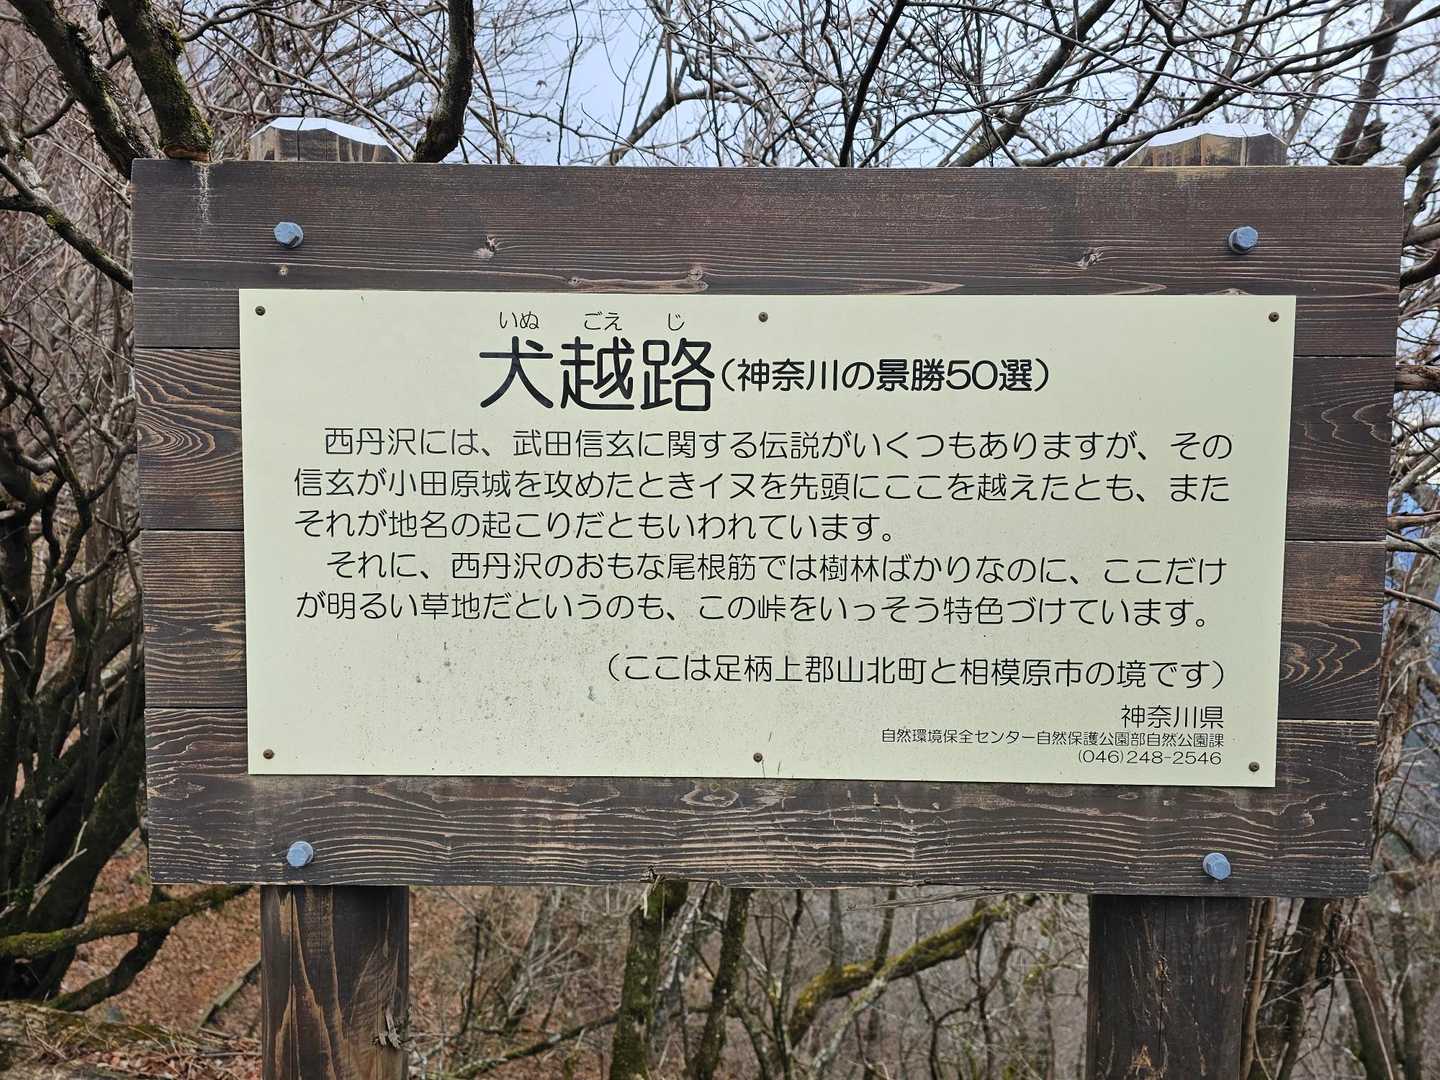 いぬ ごえ じ
犬越路(神奈川の景勝50選)
西丹沢には、武田信玄に関する伝説がいくつもありますが、その
信玄が小田原城を攻めたときイヌを先頭にここを越えたとも、また
それが地名の起こりだともいわれています。
それに、西丹沢のおもな尾根筋では樹林ばかりなのに、ここだけ
が明るい草地だというのも、この峠をいっそう特色づけています。
(ここは足柄上郡山北町と相模原市の境です)
神奈川県
自然環境保全センター自然保護公園部自然公園課
(046)248-2546